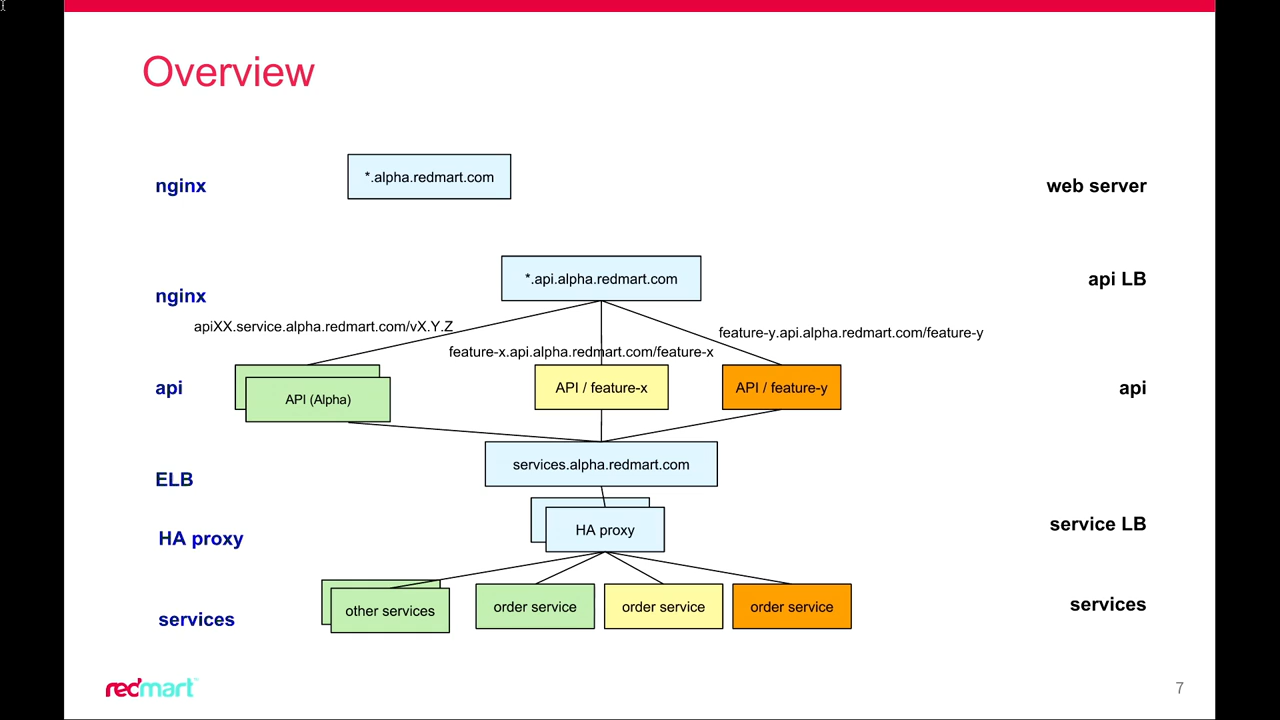 Overview
nginx
*.alpha.redmart.com
web server
nginx
*.api.alpha.redmart.com
api LB
apiXX.service.alpha.redmart.com/vX.Y.Z
feature-y.api.alpha.redmart.com/feature-y
feature-x.api.alpha.redmart.com/feature-x
api
API (Alpha)
API / feature-x
API / feature-y
api
ELB
services.alpha.redmart.com
HA proxy
HA proxy
service LB
services
other services
order service
order service
order service
services
redmart
7